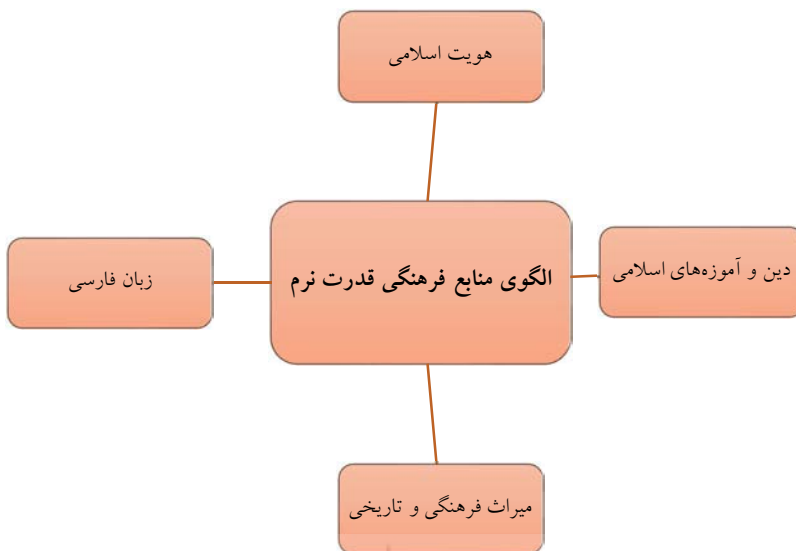 هویت اسلامی
دین و آموزه‌های اسلامی
الگوی منابع فرهنگی قدرت نرم
زبان فارسی
میراث فرهنگی و تاریخی